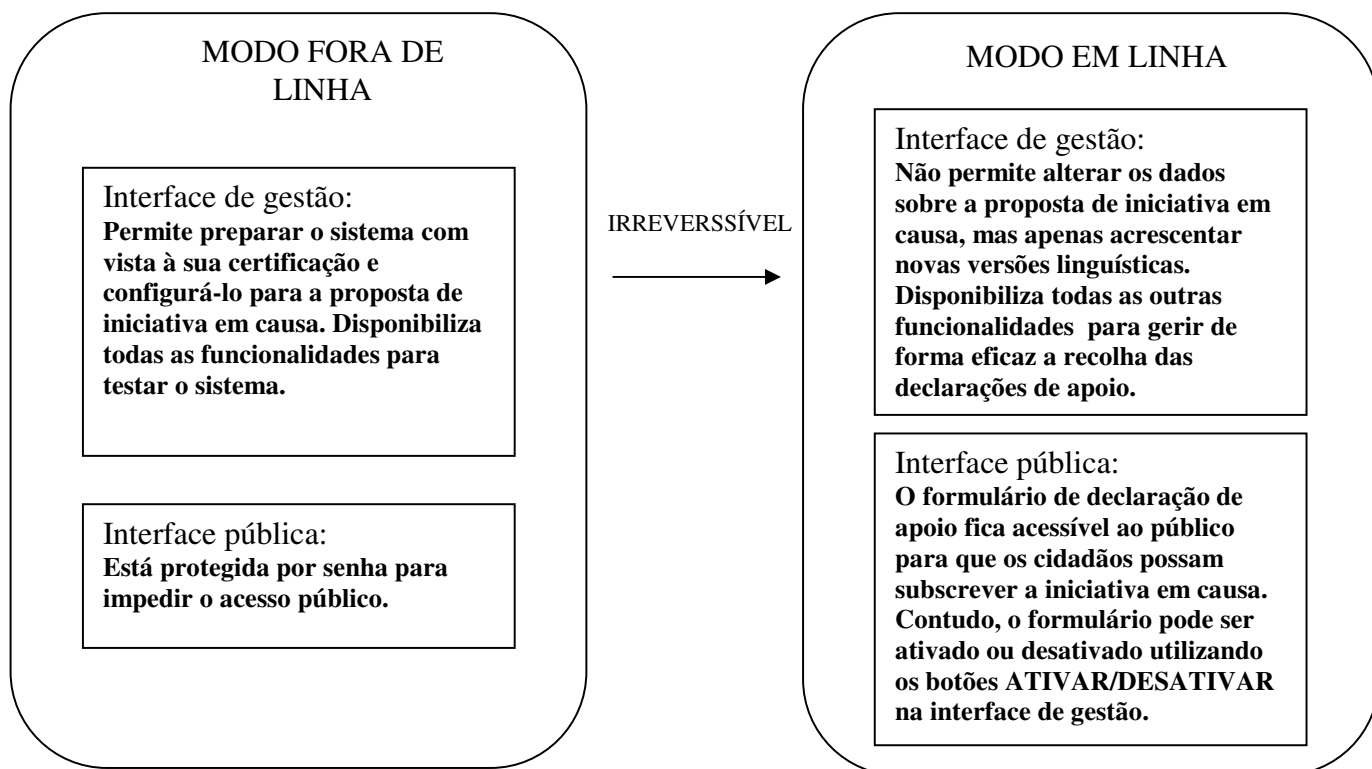 MODO FORA DE
LINHA
Interface de gestão:
Permite preparar o sistema com
vista à sua certificação e
configurá-lo para a proposta de
iniciativa em causa. Disponibiliza
todas as funcionalidades para
testar o sistema.
Interface pública:
Está protegida por senha para
impedir o acesso público.
IRREVERSSÍVEL
MODO EM LINHA
Interface de gestão:
Não permite alterar os dados
sobre a proposta de iniciativa em
causa, mas apenas acrescentar
novas versões linguísticas.
Disponibiliza todas as outras
funcionalidades para gerir de
forma eficaz a recolha das
declarações de apoio.
Interface pública:
O formulário de declaração de
apoio fica acessível ao público
para que os cidadãos possam
subscrever a iniciativa em causa.
Contudo, o formulário pode ser
ativado ou desativado utilizando
os botões ATIVAR/DESATIVAR
na interface de gestão.